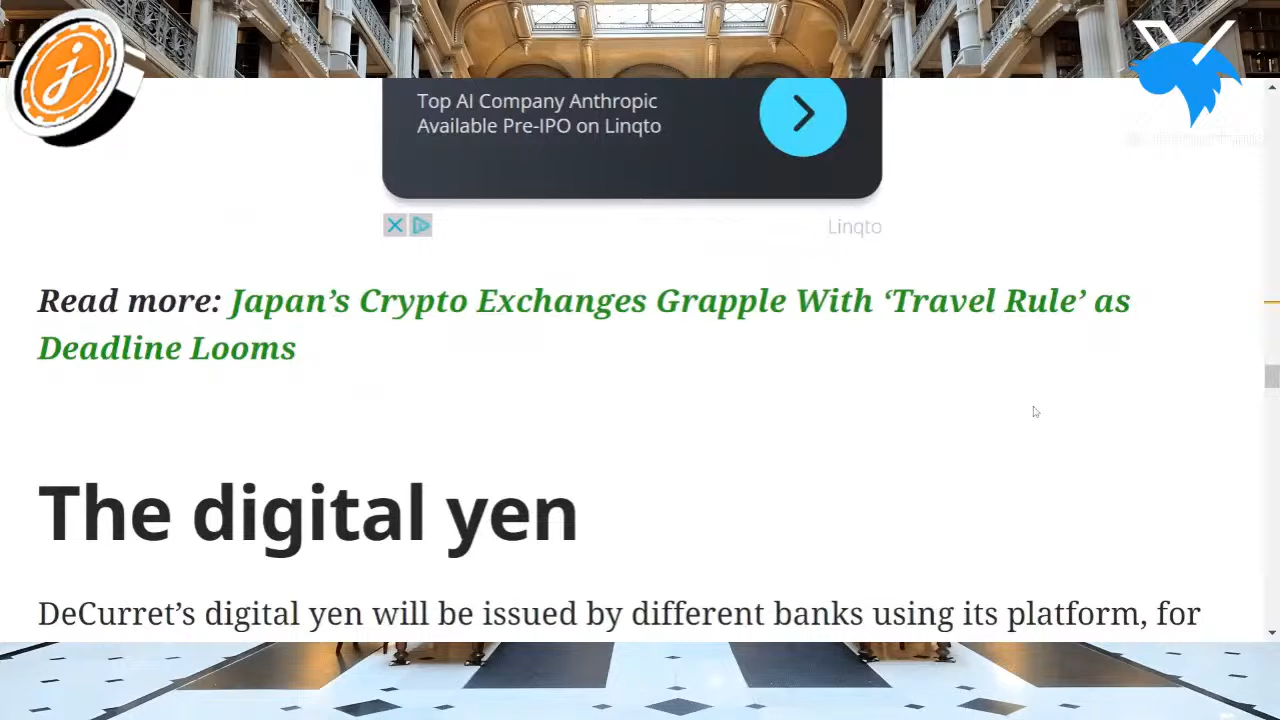 Top AI Company Anthropic
Available Pre-IPO on Linqto
Linqto
Read more: Japan’s Crypto Exchanges Grapple With ‘Travel Rule’ as
Deadline Looms
The digital yen
DeCurret’s digital yen will be issued by different banks using its platform, for